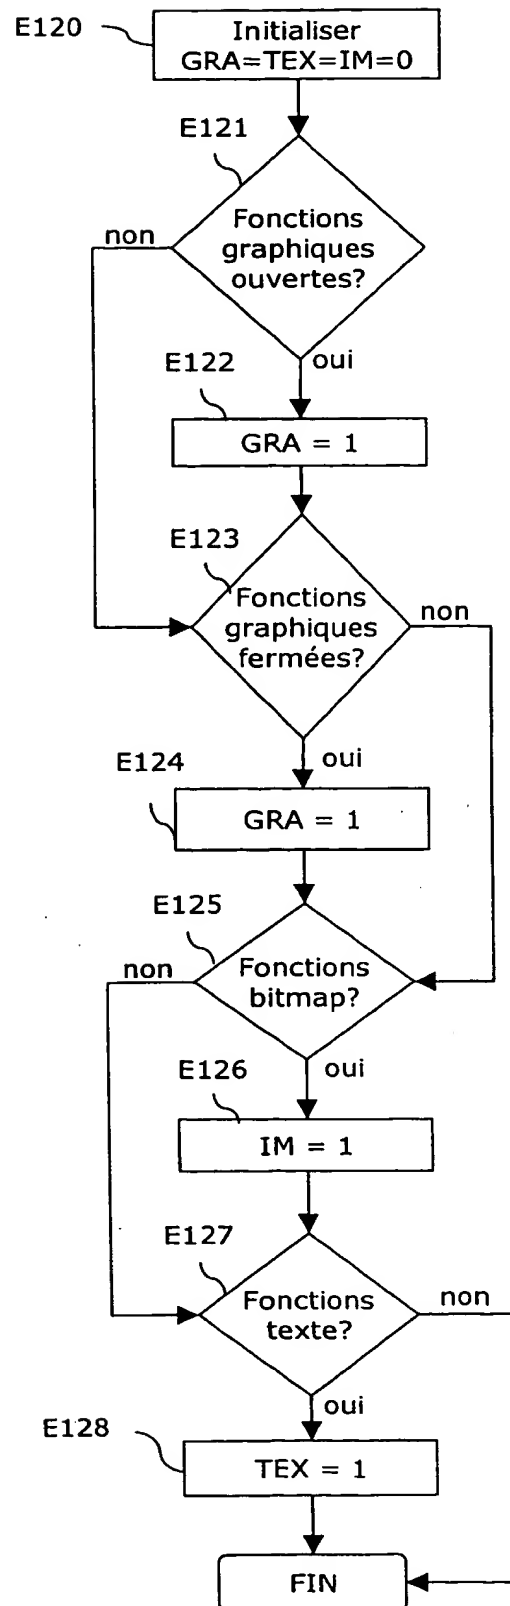 E120
Initialiser
GRA=TEX=IM=0
E121
Fonctions
graphiques
ouvertes?
non
oui
E122
GRA = 1
E123
Fonctions
graphiques
fermées?
non
oui
E124
GRA = 1
E125
Fonctions
bitmap?
non
oui
E126
IM = 1
E127
Fonctions
texte?
non
oui
E128
TEX = 1
FIN